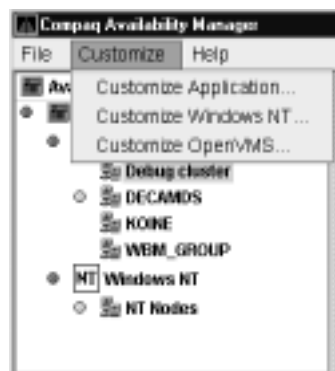 Compaq Availability Manager
File Customize Help
Customize Application...
Customize Windows NT...
Customize OpenVMS...
Debug cluster
DECAMDS
KOINE
WBM_GROUP
NT Windows NT
NT Nodes